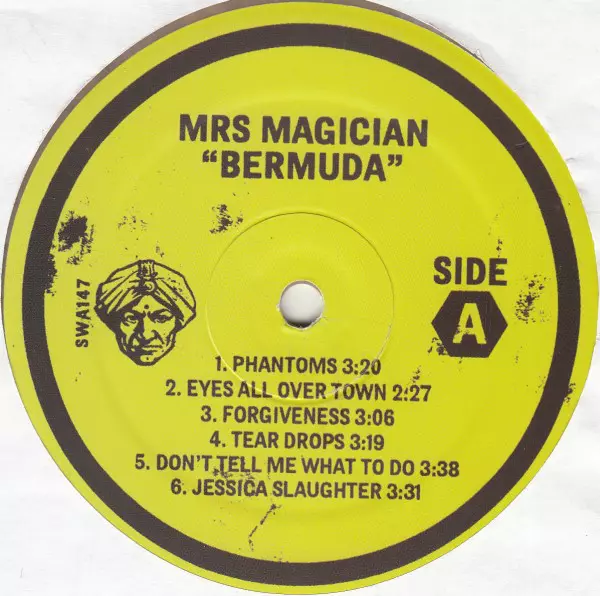 MRS MAGICIAN
“BERMUDA”
SWA147
SIDE
A
1. PHANTOMS 3:20
2. EYES ALL OVER TOWN 2:27
3. FORGIVENESS 3:06
4. TEAR DROPS 3:19
5. DON'T TELL ME WHAT TO DO 3:38
6. JESSICA SLAUGHTER 3:31